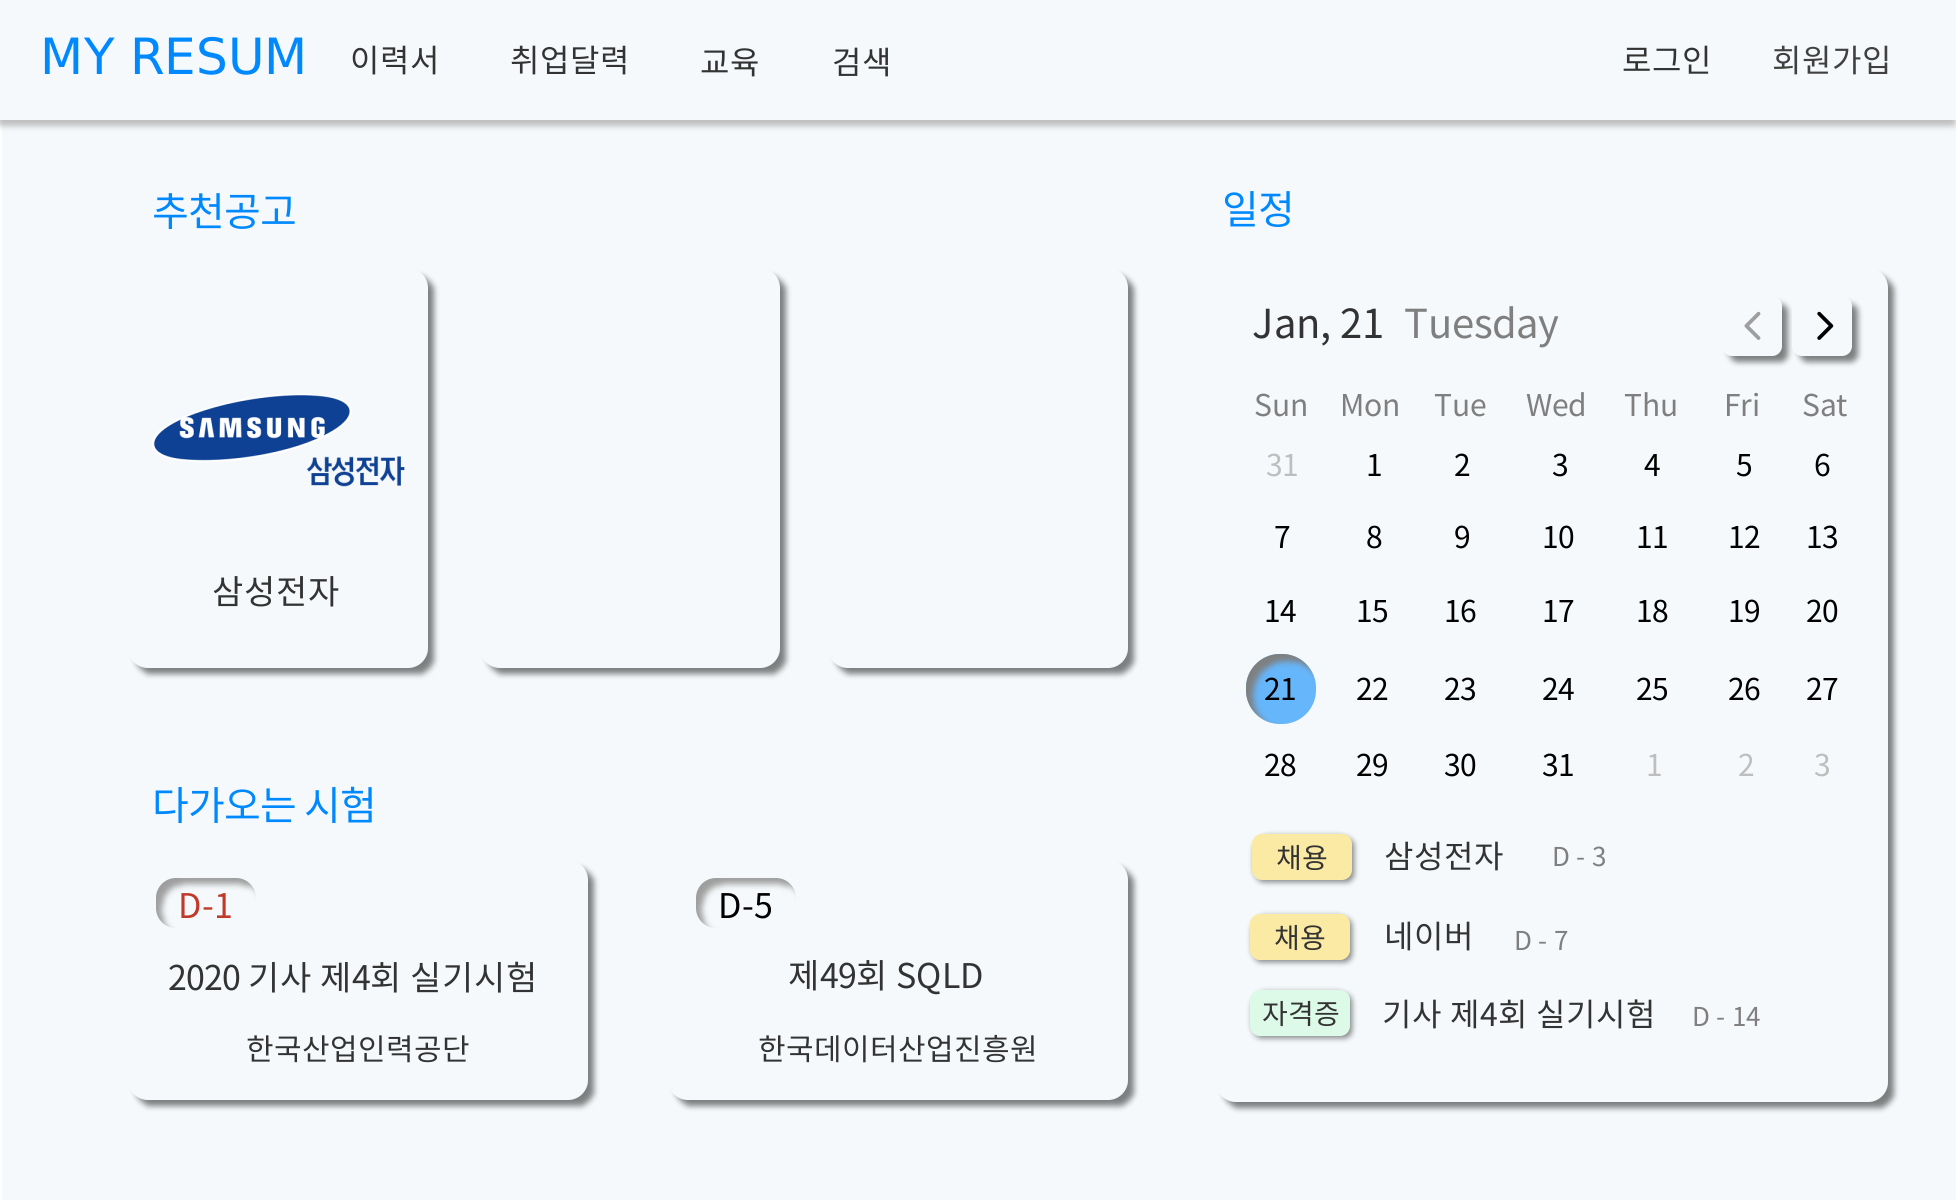 MY RESUM 이력서 취업달력 교육 검색 로그인 회원가입
추천공고
SAMSUNG
삼성전자
삼성전자
다가오는 시험
D-1
2020 기사 제4회 실기시험
한국산업인력공단
D-5
제49회 SQLD
한국데이터산업진흥원
일정
Jan, 21 Tuesday
Sun Mon Tue Wed Thu Fri Sat
31 1 2 3 4 5 6
7 8 9 10 11 12 13
14 15 16 17 18 19 20
21 22 23 24 25 26 27
28 29 30 31 1 2 3
채용 삼성전자 D - 3
채용 네이버 D - 7
자격증 기사 제4회 실기시험 D - 14